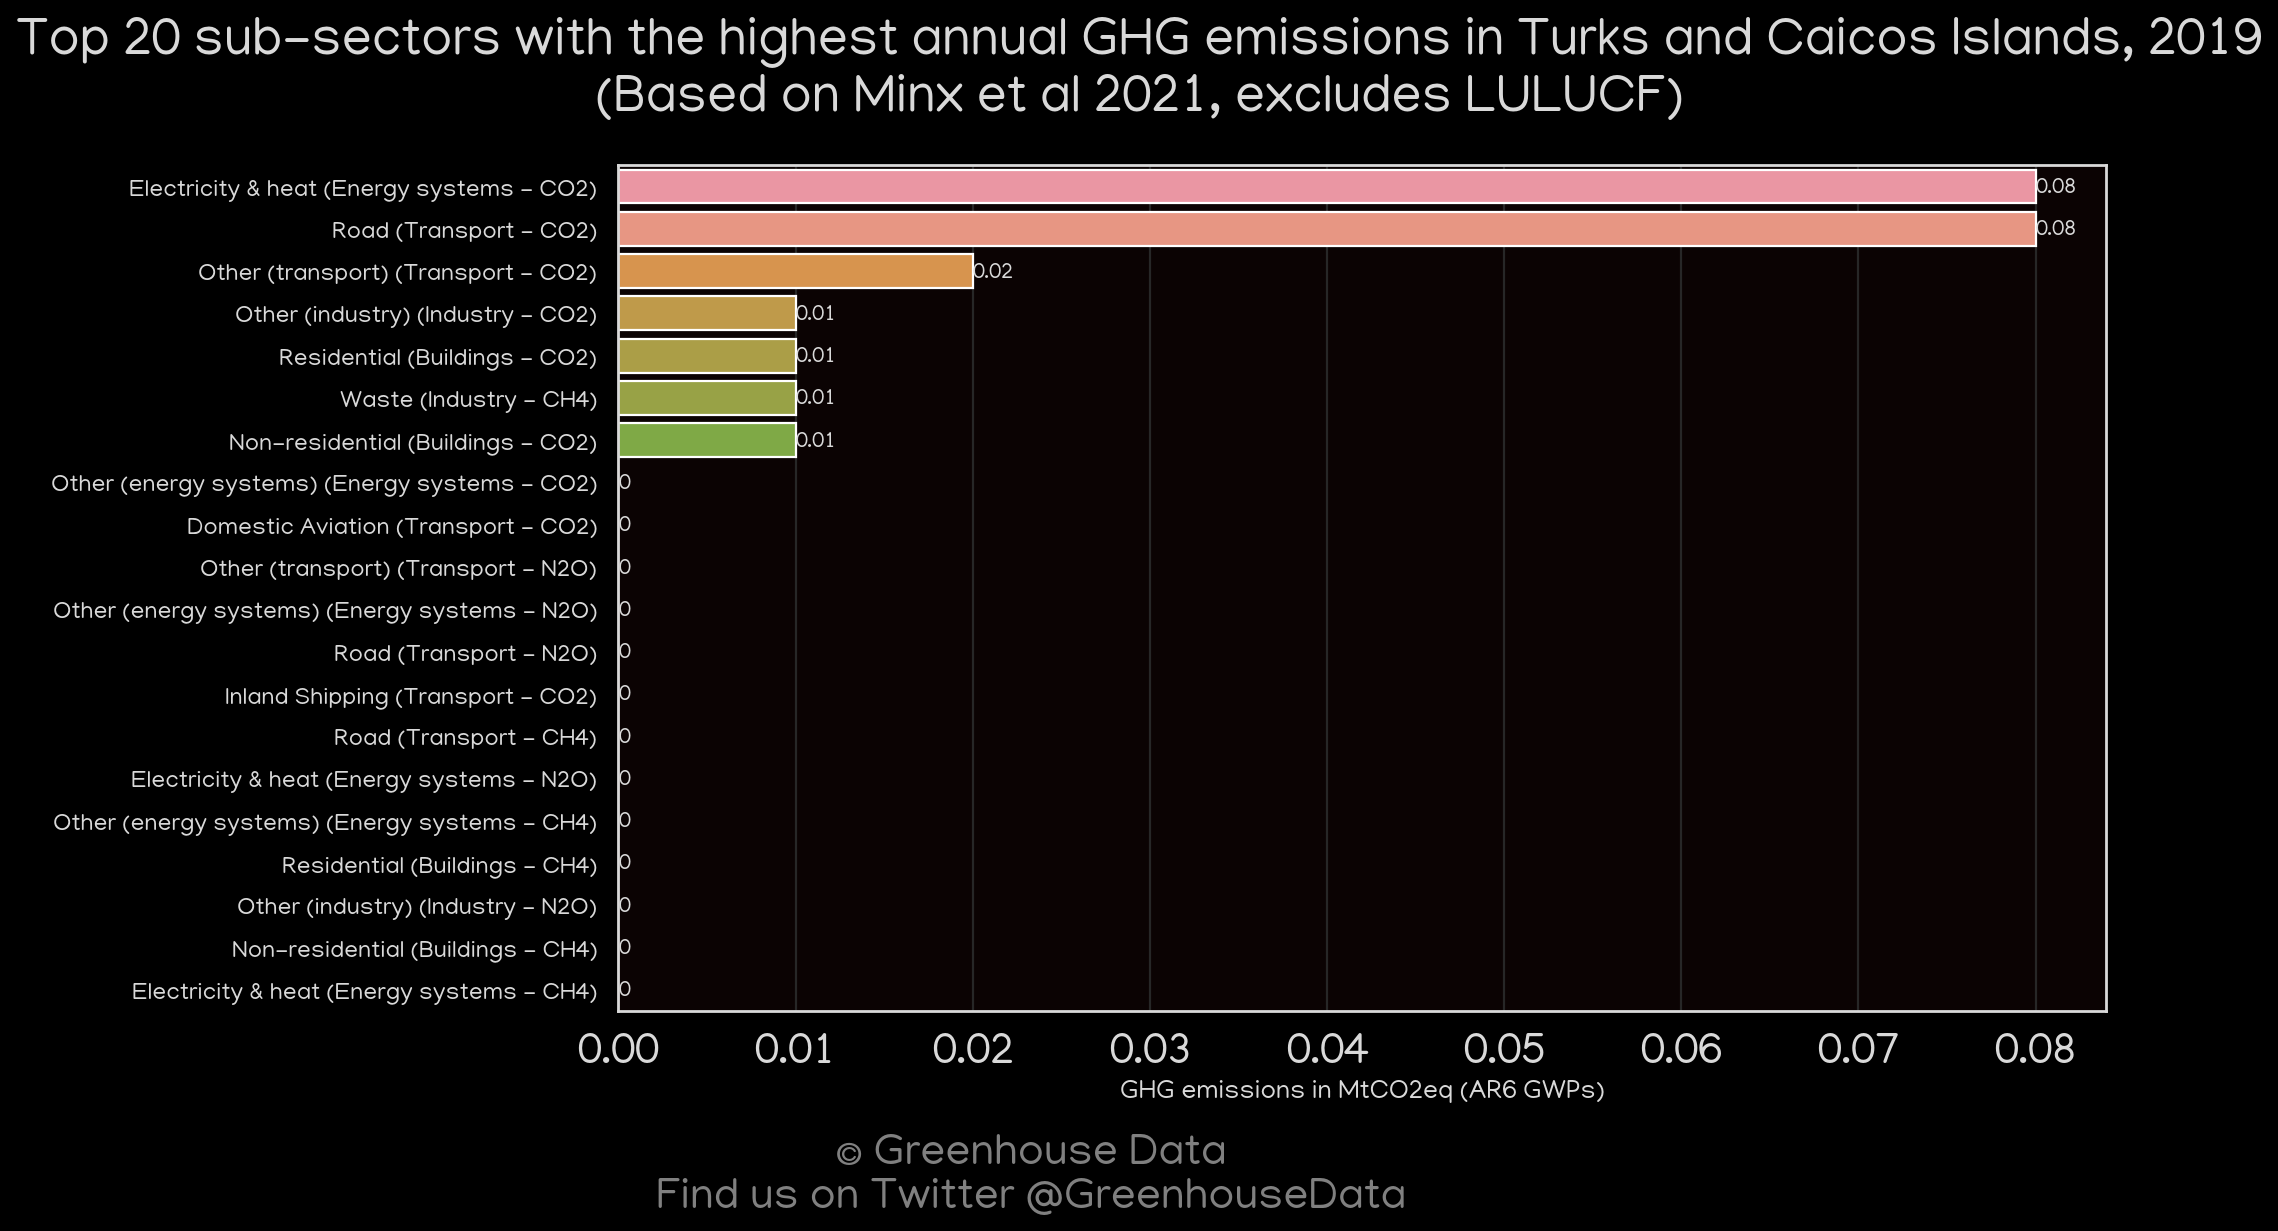 Top 20 sub-sectors with the highest annual GHG emissions in Turks and Caicos Islands, 2019
(Based on Minx et al 2021, excludes LULUCF)
Electricity & heat (Energy systems - CO2) 0.08
Road (Transport - CO2) 0.08
Other (transport) (Transport - CO2) 0.02
Other (industry) (Industry - CO2) 0.01
Residential (Buildings - CO2) 0.01
Waste (Industry - CH4) 0.01
Non-residential (Buildings - CO2) 0.01
Other (energy systems) (Energy systems - CO2) 0
Domestic Aviation (Transport - CO2) 0
Other (transport) (Transport - N2O) 0
Other (energy systems) (Energy systems - N2O) 0
Road (Transport - N2O) 0
Inland Shipping (Transport - CO2) 0
Road (Transport - CH4) 0
Electricity & heat (Energy systems - N2O) 0
Other (energy systems) (Energy systems - CH4) 0
Residential (Buildings - CH4) 0
Other (industry) (Industry - N2O) 0
Non-residential (Buildings - CH4) 0
Electricity & heat (Energy systems - CH4) 0
0.00 0.01 0.02 0.03 0.04 0.05 0.06 0.07 0.08
GHG emissions in MtCO2eq (AR6 GWPs)
© Greenhouse Data
Find us on Twitter @GreenhouseData